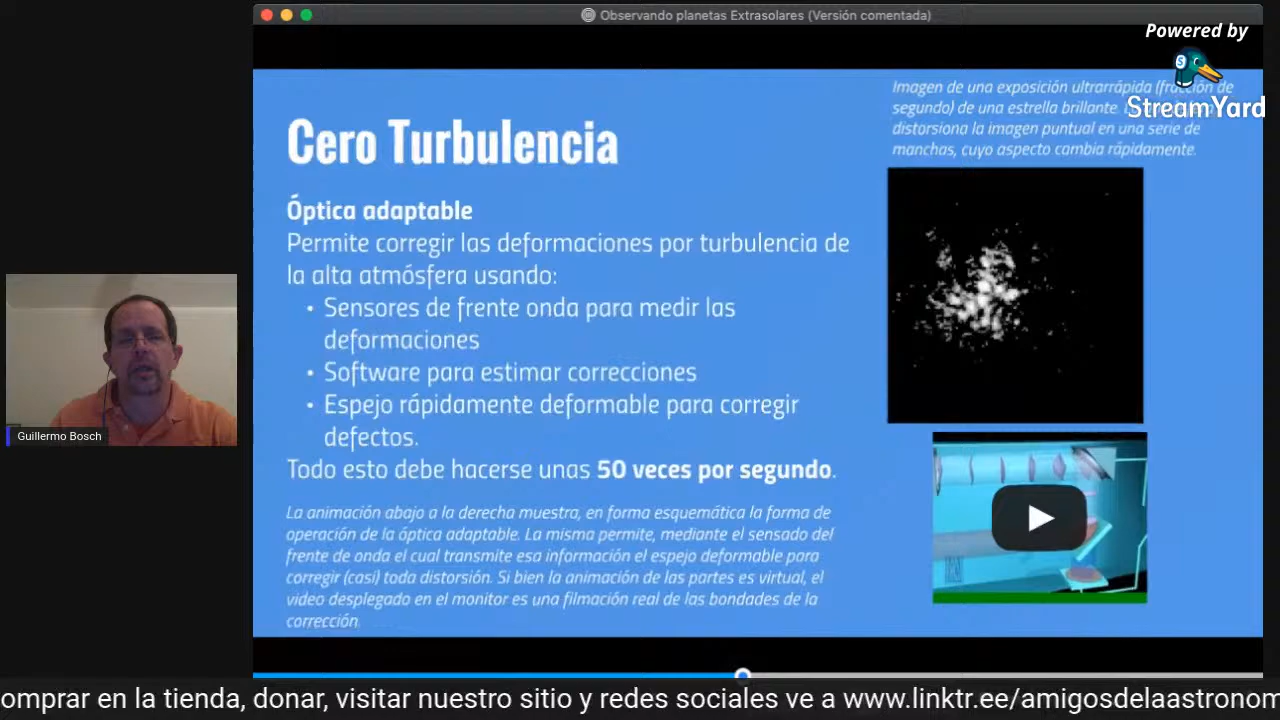 Observando planetas Extrasolares (Versión comentada)
Powered by
StreamYard
Imagen de una exposición ultrarrápida (fracción de
segundo) de una estrella brillante.
distorsiona la imagen puntual en una serie de
manchas, cuyo aspecto cambia rápidamente.
Cero Turbulencia
Óptica adaptable
Permite corregir las deformaciones por turbulencia de
la alta atmósfera usando:
• Sensores de frente onda para medir las
deformaciones
• Software para estimar correcciones
• Espejo rápidamente deformable para corregir
defectos.
Todo esto debe hacerse unas 50 veces por segundo.
La animación abajo a la derecha muestra, en forma esquemática la forma de
operación de la óptica adaptable. La misma permite, mediante el sensado del
frente de onda el cual transmite esa información el espejo deformable para
corregir (casi) toda distorsión. Si bien la animación de las partes es virtual, el
video desplegado en el monitor es una filmación real de las bondades de la
corrección.
Guillermo Bosch
omprar en la tienda, donar, visitar nuestro sitio y redes sociales ve a www.linktr.ee/amigosdelaastronom